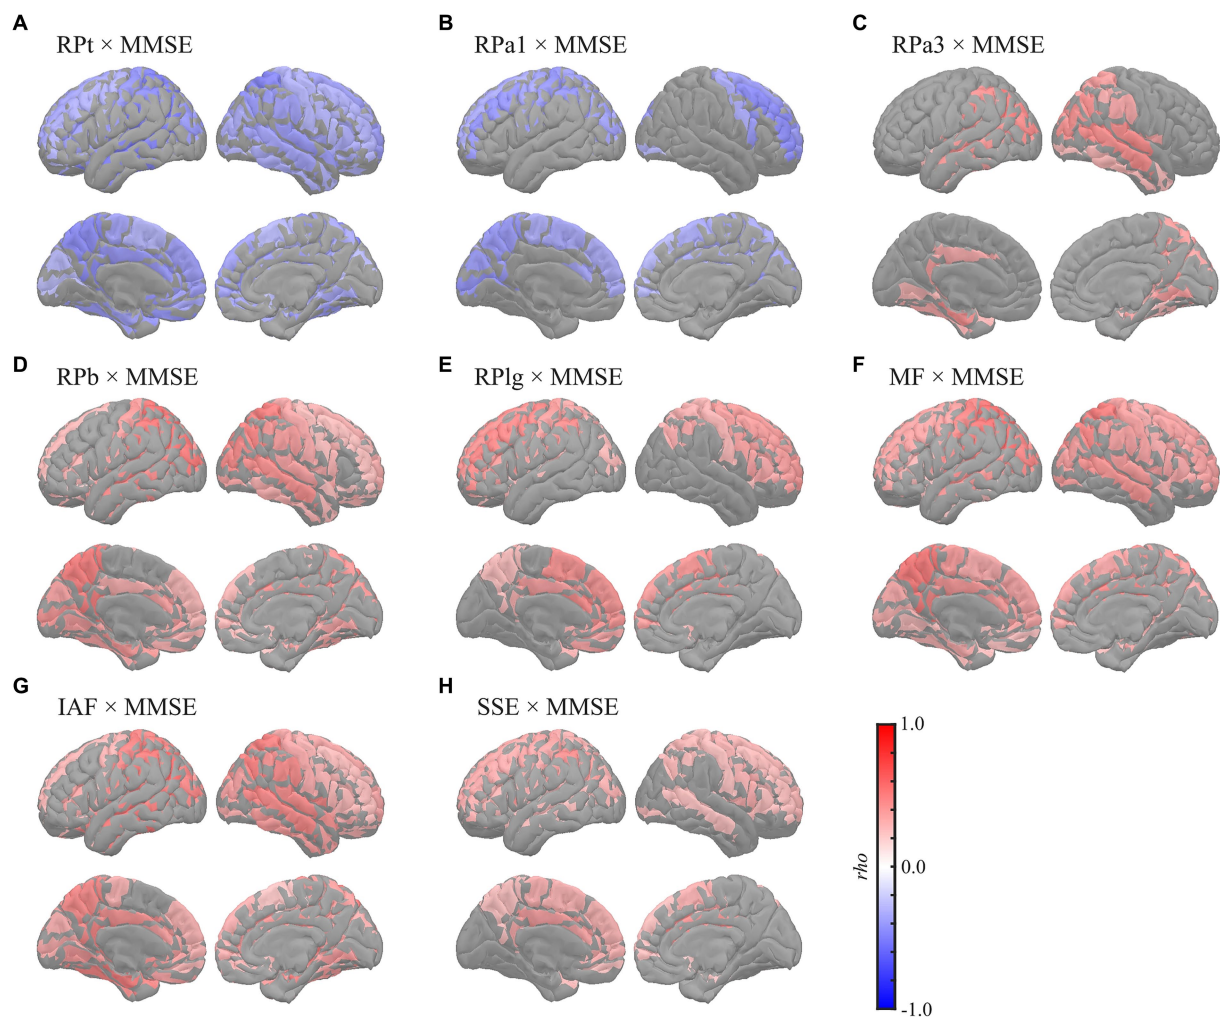 A
RPt × MMSE
B
RPa1 × MMSE
C
RPa3 × MMSE
D
RPb × MMSE
E
RPlg × MMSE
F
MF × MMSE
G
IAF × MMSE
H
SSE × MMSE
1.0
0.0
-1.0
rho